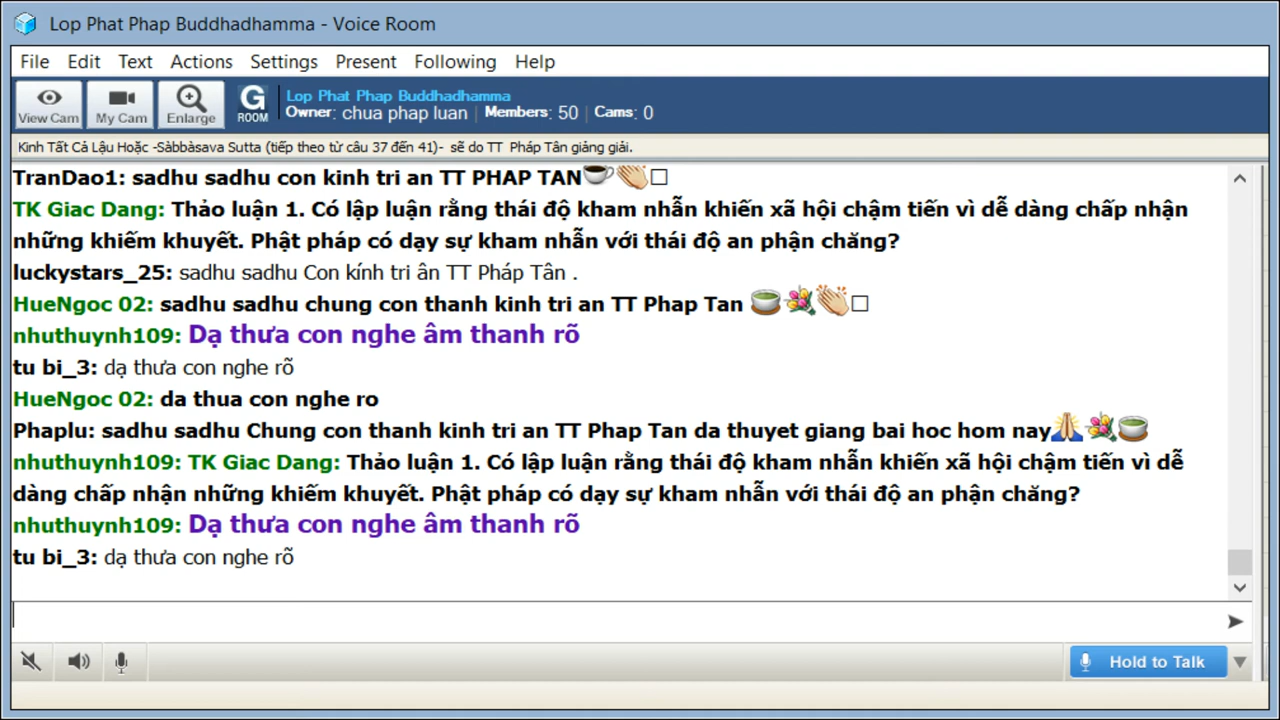 Lop Phat Phap Buddhadhamma - Voice Room
File Edit Text Actions Settings Present Following Help
View Cam My Cam Enlarge G ROOM
Lop Phat Phap Buddhadhamma
Owner: chua phap luan | Members: 50 | Cams: 0
Kinh Tất Cả Lậu Hoặc -Sàbbàsava Sutta (tiếp theo từ câu 37 đến 41)- sẽ do TT Pháp Tân giảng giải.
TranDao1: sadhu sadhu con kinh tri an TT PHAP TAN
TK Giac Dang: Thảo luận 1. Có lập luận rằng thái độ kham nhẫn khiến xã hội chậm tiến vì dễ dàng chấp nhận
những khiếm khuyết. Phật pháp có dạy sự kham nhẫn với thái độ an phận chăng?
luckystars_25: sadhu sadhu Con kính tri ân TT Pháp Tân .
HueNgoc 02: sadhu sadhu chung con thanh kinh tri an TT Phap Tan
nhuthuynh109: Dạ thưa con nghe âm thanh rõ
tu bi_3: dạ thưa con nghe rõ
HueNgoc 02: da thua con nghe ro
Phaplu: sadhu sadhu Chung con thanh kinh tri an TT Phap Tan da thuyet giang bai hoc hom nay
nhuthuynh109: TK Giac Dang: Thảo luận 1. Có lập luận rằng thái độ kham nhẫn khiến xã hội chậm tiến vì dễ
dàng chấp nhận những khiếm khuyết. Phật pháp có dạy sự kham nhẫn với thái độ an phận chăng?
nhuthuynh109: Dạ thưa con nghe âm thanh rõ
tu bi_3: dạ thưa con nghe rõ
Hold to Talk